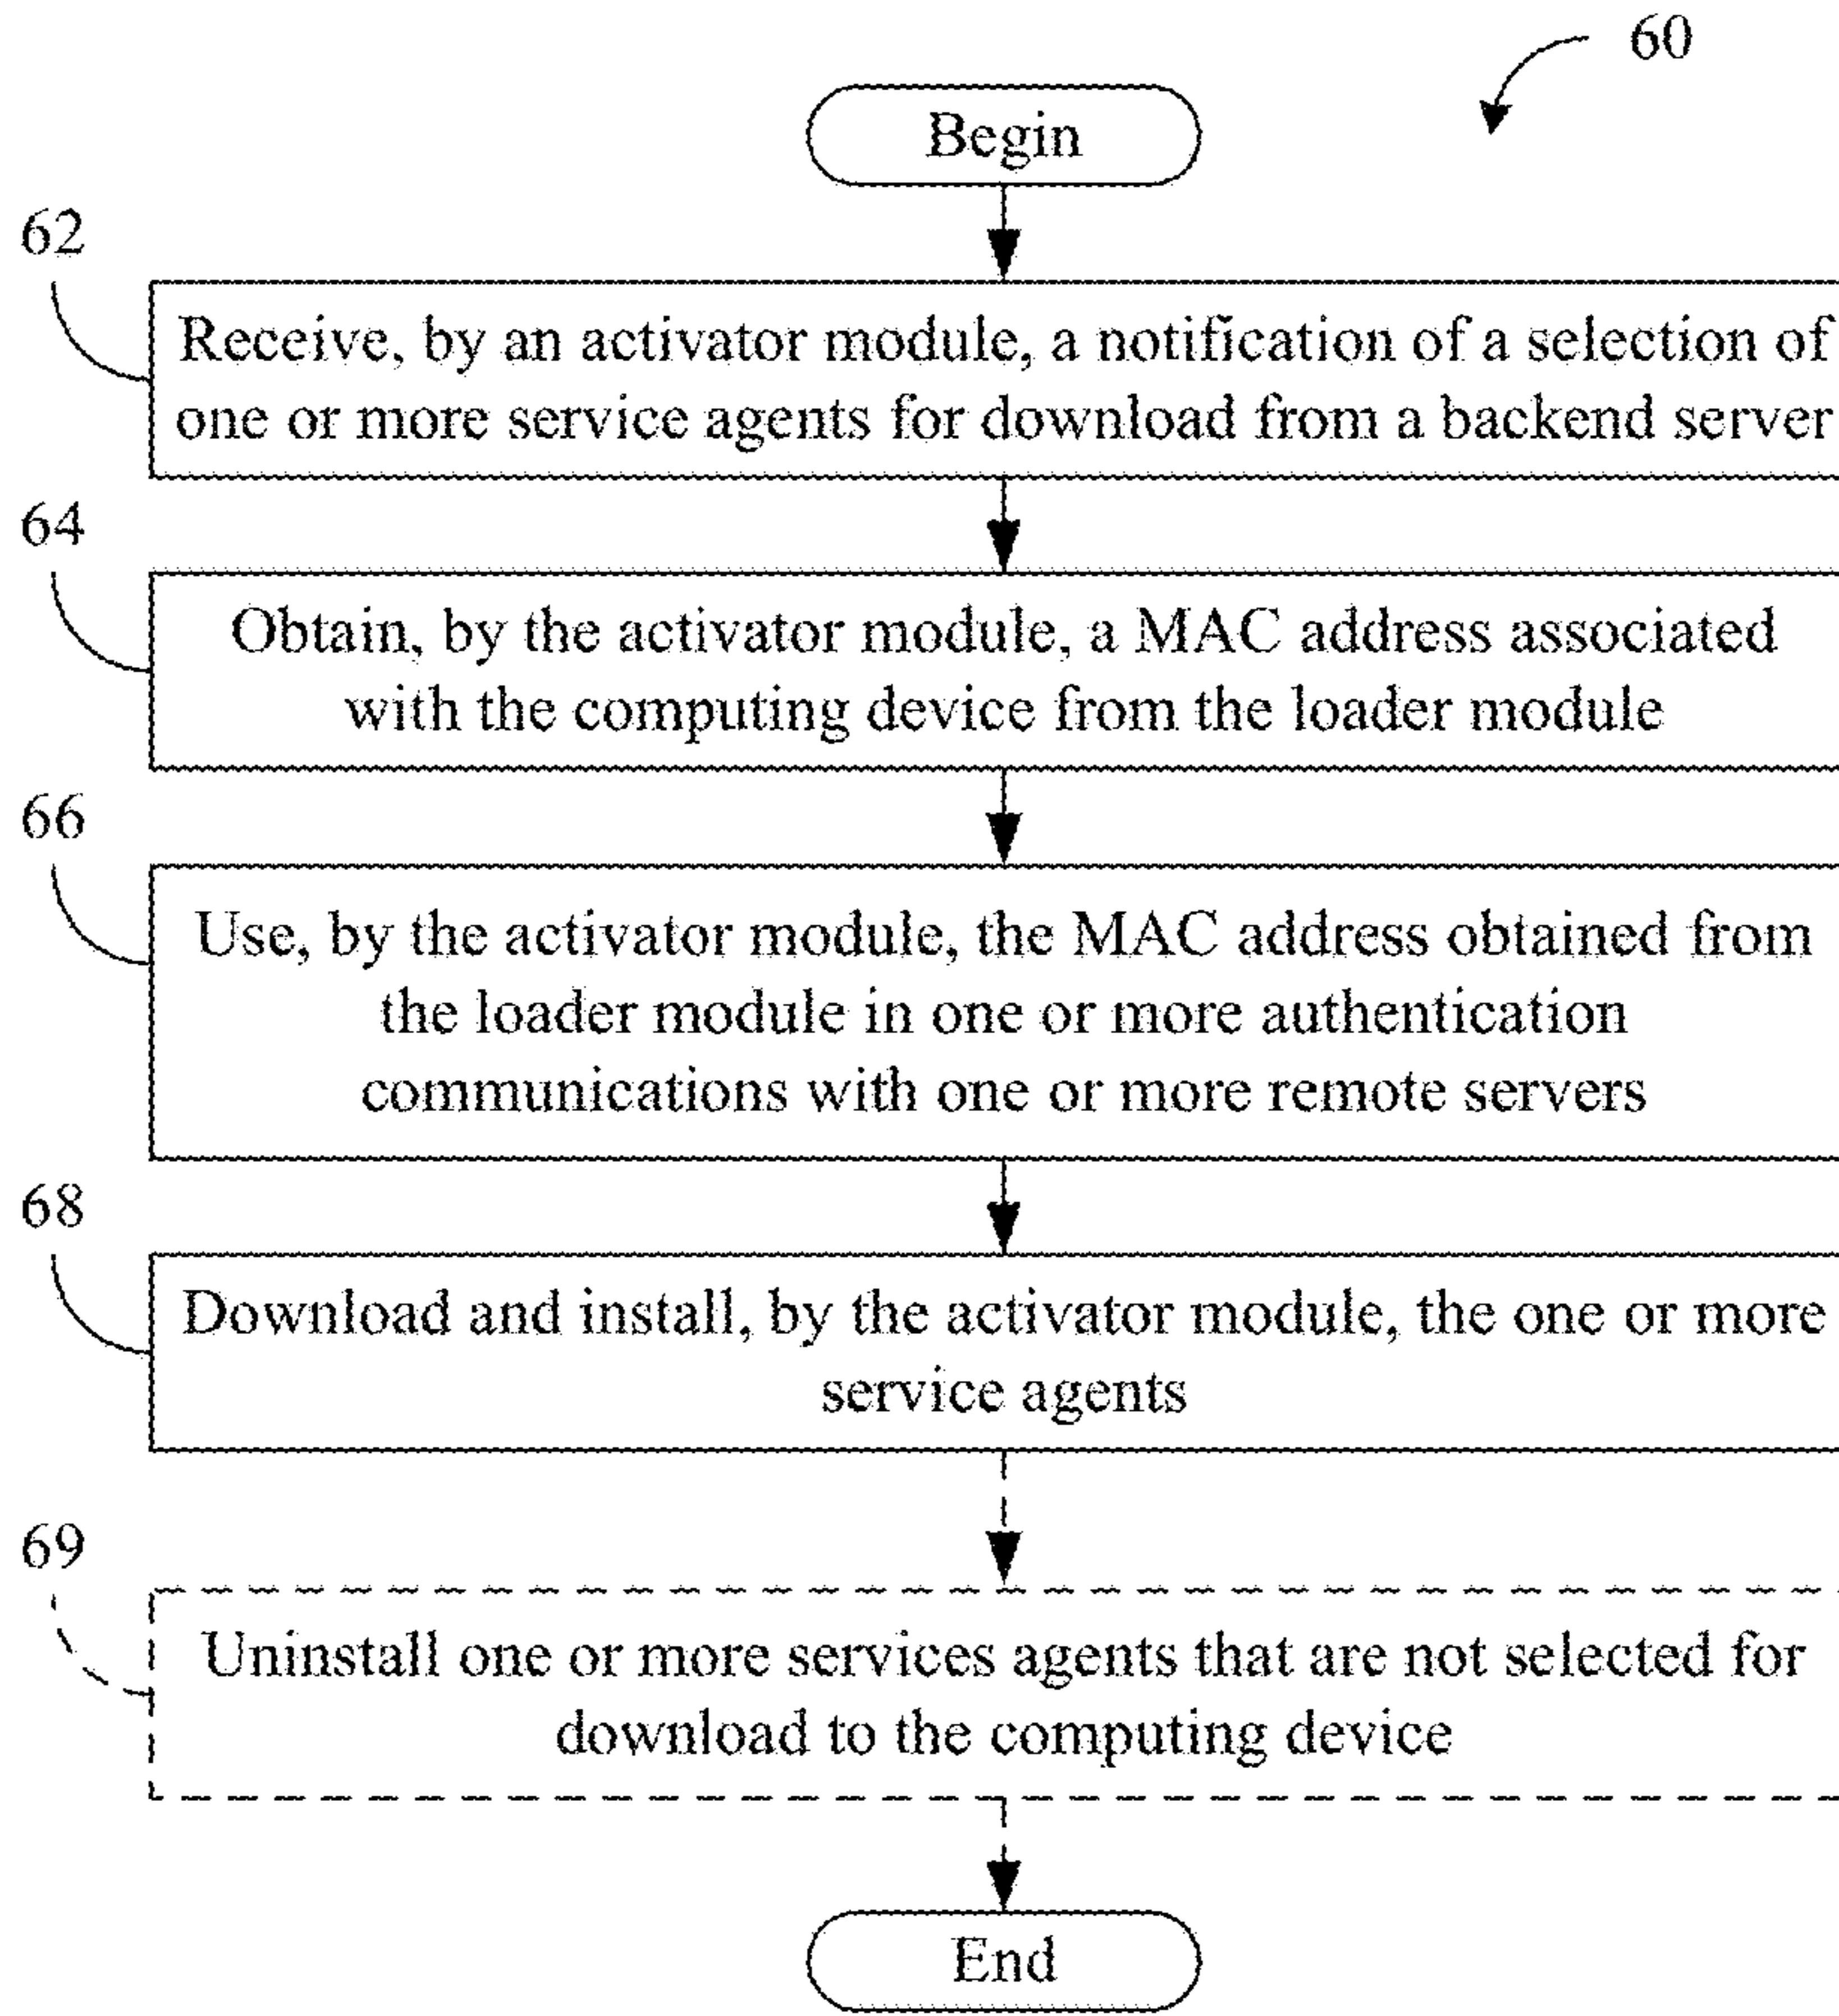 60
Begin
62
Receive, by an activator module, a notification of a selection of
one or more service agents for download from a backend server
64
Obtain, by the activator module, a MAC address associated
with the computing device from the loader module
66
Use, by the activator module, the MAC address obtained from
the loader module in one or more authentication
communications with one or more remote servers
68
Download and install, by the activator module, the one or more
service agents
69
Uninstall one or more services agents that are not selected for
download to the computing device
End